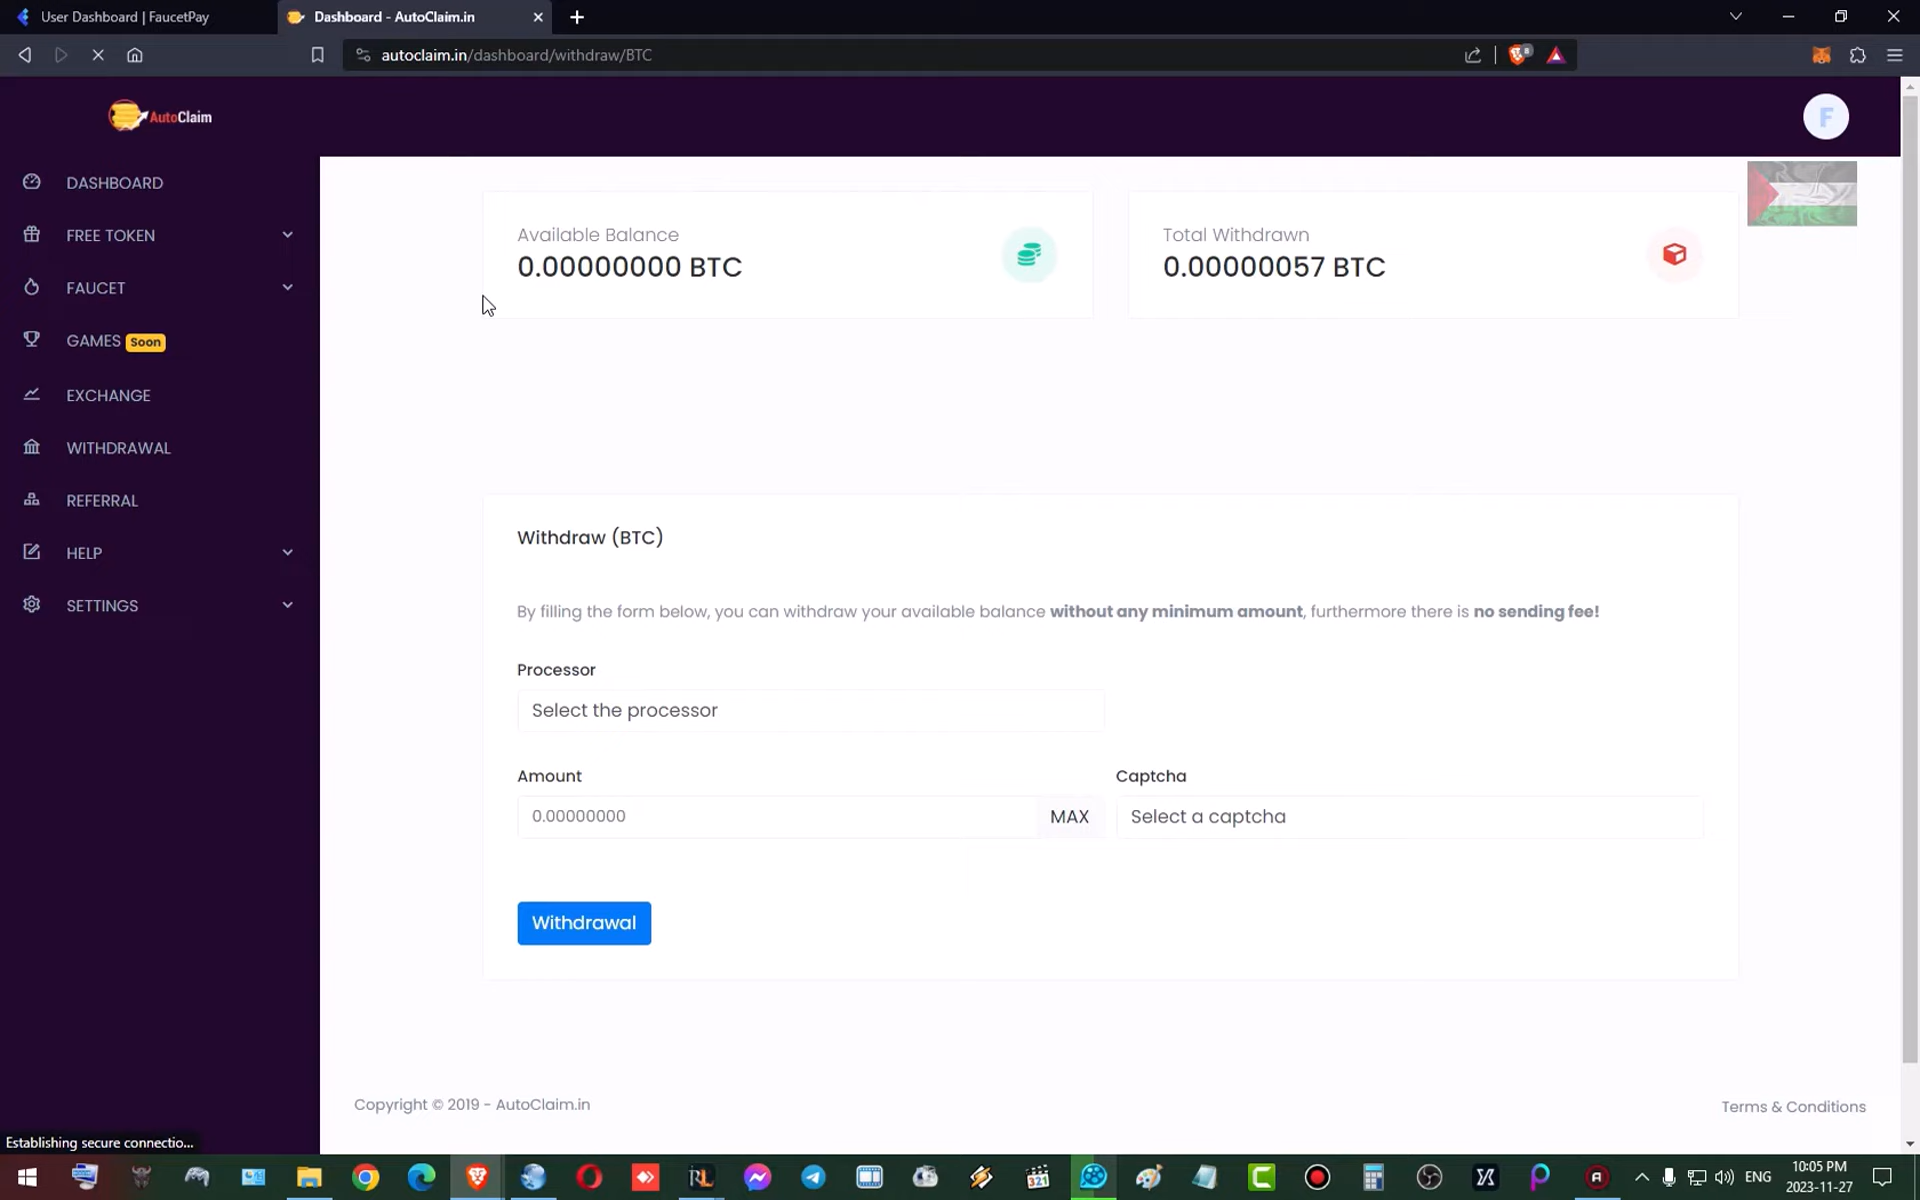 User Dashboard | FaucetPay
Dashboard - AutoClaim.in
autoclaim.in/dashboard/withdraw/BTC
AutoClaim
F
DASHBOARD
FREE TOKEN
FAUCET
GAMES Soon
EXCHANGE
WITHDRAWAL
REFERRAL
HELP
SETTINGS
Available Balance
0.00000000 BTC
Total Withdrawn
0.00000057 BTC
Withdraw (BTC)
By filling the form below, you can withdraw your available balance without any minimum amount, furthermore there is no sending fee!
Processor
Select the processor
Amount
Captcha
0.00000000
MAX
Select a captcha
Withdrawal
Copyright © 2019 - AutoClaim.in
Terms & Conditions
Establishing secure connectio...
RL
321
ENG
10:05 PM
2023-11-27